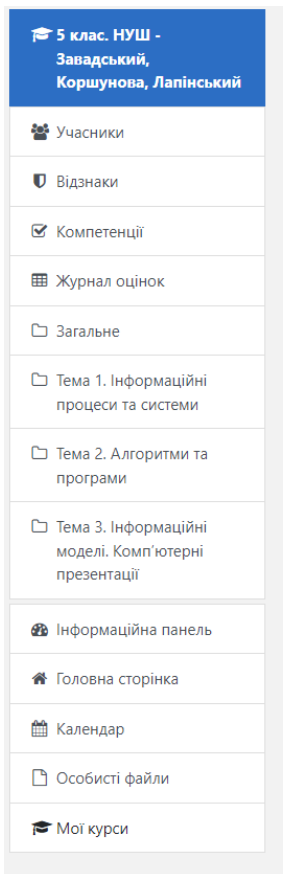 5 клас. НУШ -
Завадський,
Коршунова, Лапінський
Учасники
Відзнаки
Компетенції
Журнал оцінок
Загальне
Тема 1. Інформаційні
процеси та системи
Тема 2. Алгоритми та
програми
Тема 3. Інформаційні
моделі. Комп'ютерні
презентації
Інформаційна панель
Головна сторінка
Календар
Особисті файли
Мої курси